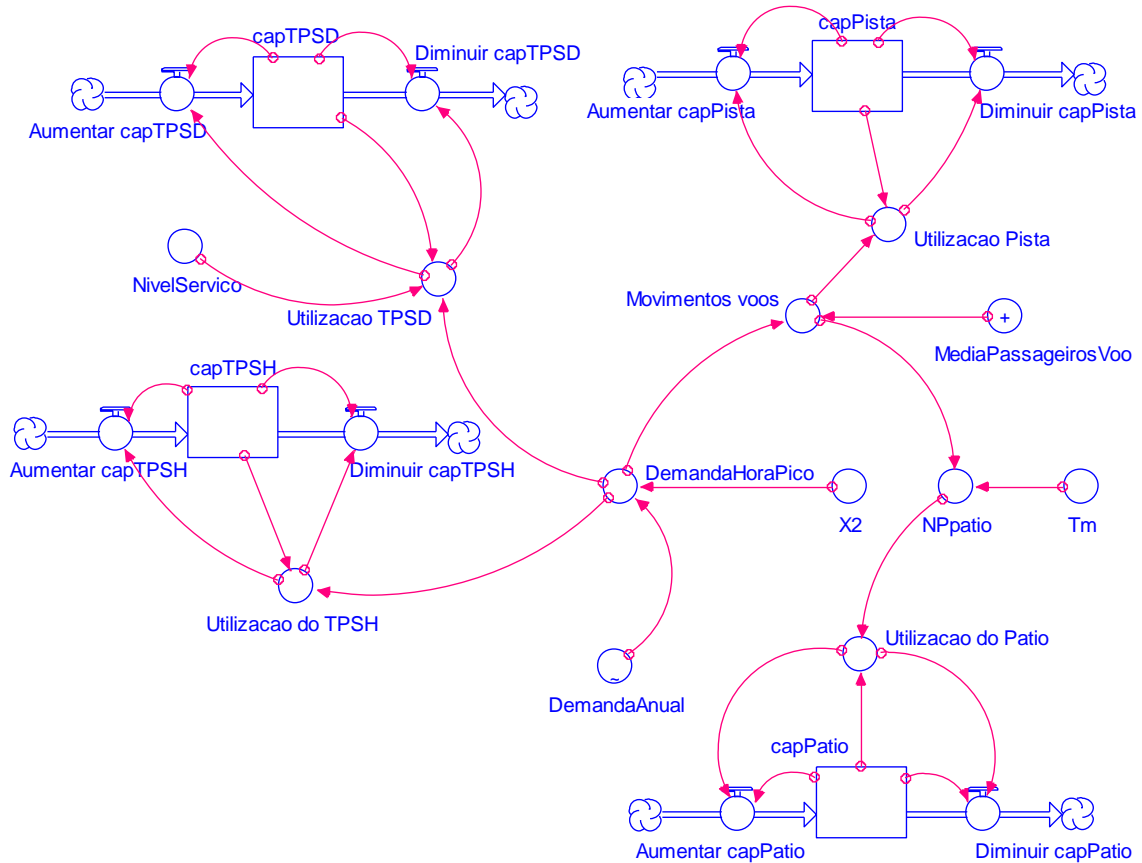 capTPSD
Diminuir capTPSD
Aumentar capTPSD
capPista
Aumentar capPista
Diminuir capPista
Utilizacao Pista
NivelServico
Utilizacao TPSD
Movimentos voos
+
MediaPassageirosVoo
capTPSH
Aumentar capTPSH
Diminuir capTPSH
DemandaHoraPico
X2
NPpatio
Tm
Utilizacao do TPSH
Utilizacao do Patio
~
DemandaAnual
capPatio
Aumentar capPatio
Diminuir capPatio